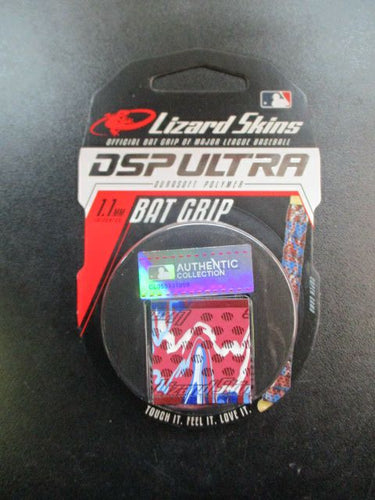 Lizard Skins
OFFICIAL BAT GRIP OF MAJOR LEAGUE BASEBALL
DSP ULTRA
DURASOFT POLYMER
1.1MM
BAT GRIP
AUTHENTIC
COLLECTION
TOUCH IT. FEEL IT. LOVE IT.